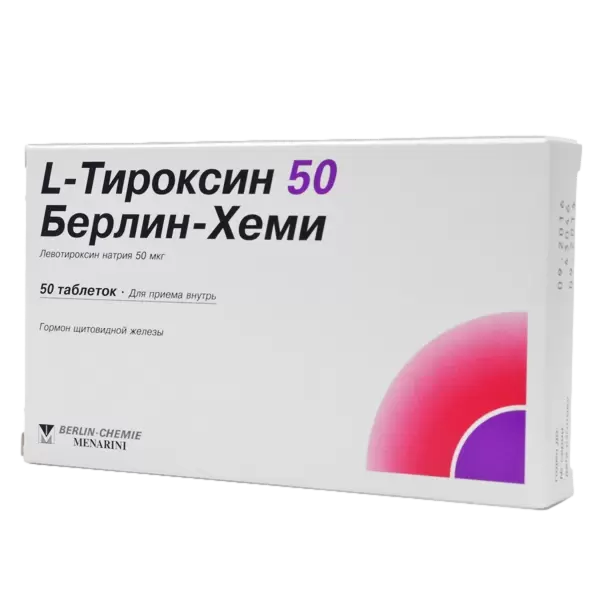 L-Тироксин 50
Берлин-Хеми
Левотироксин натрия 50 мкг
50 таблеток · Для приема внутрь
Гормон щитовидной железы
BERLIN-CHEMIE
MENARINI